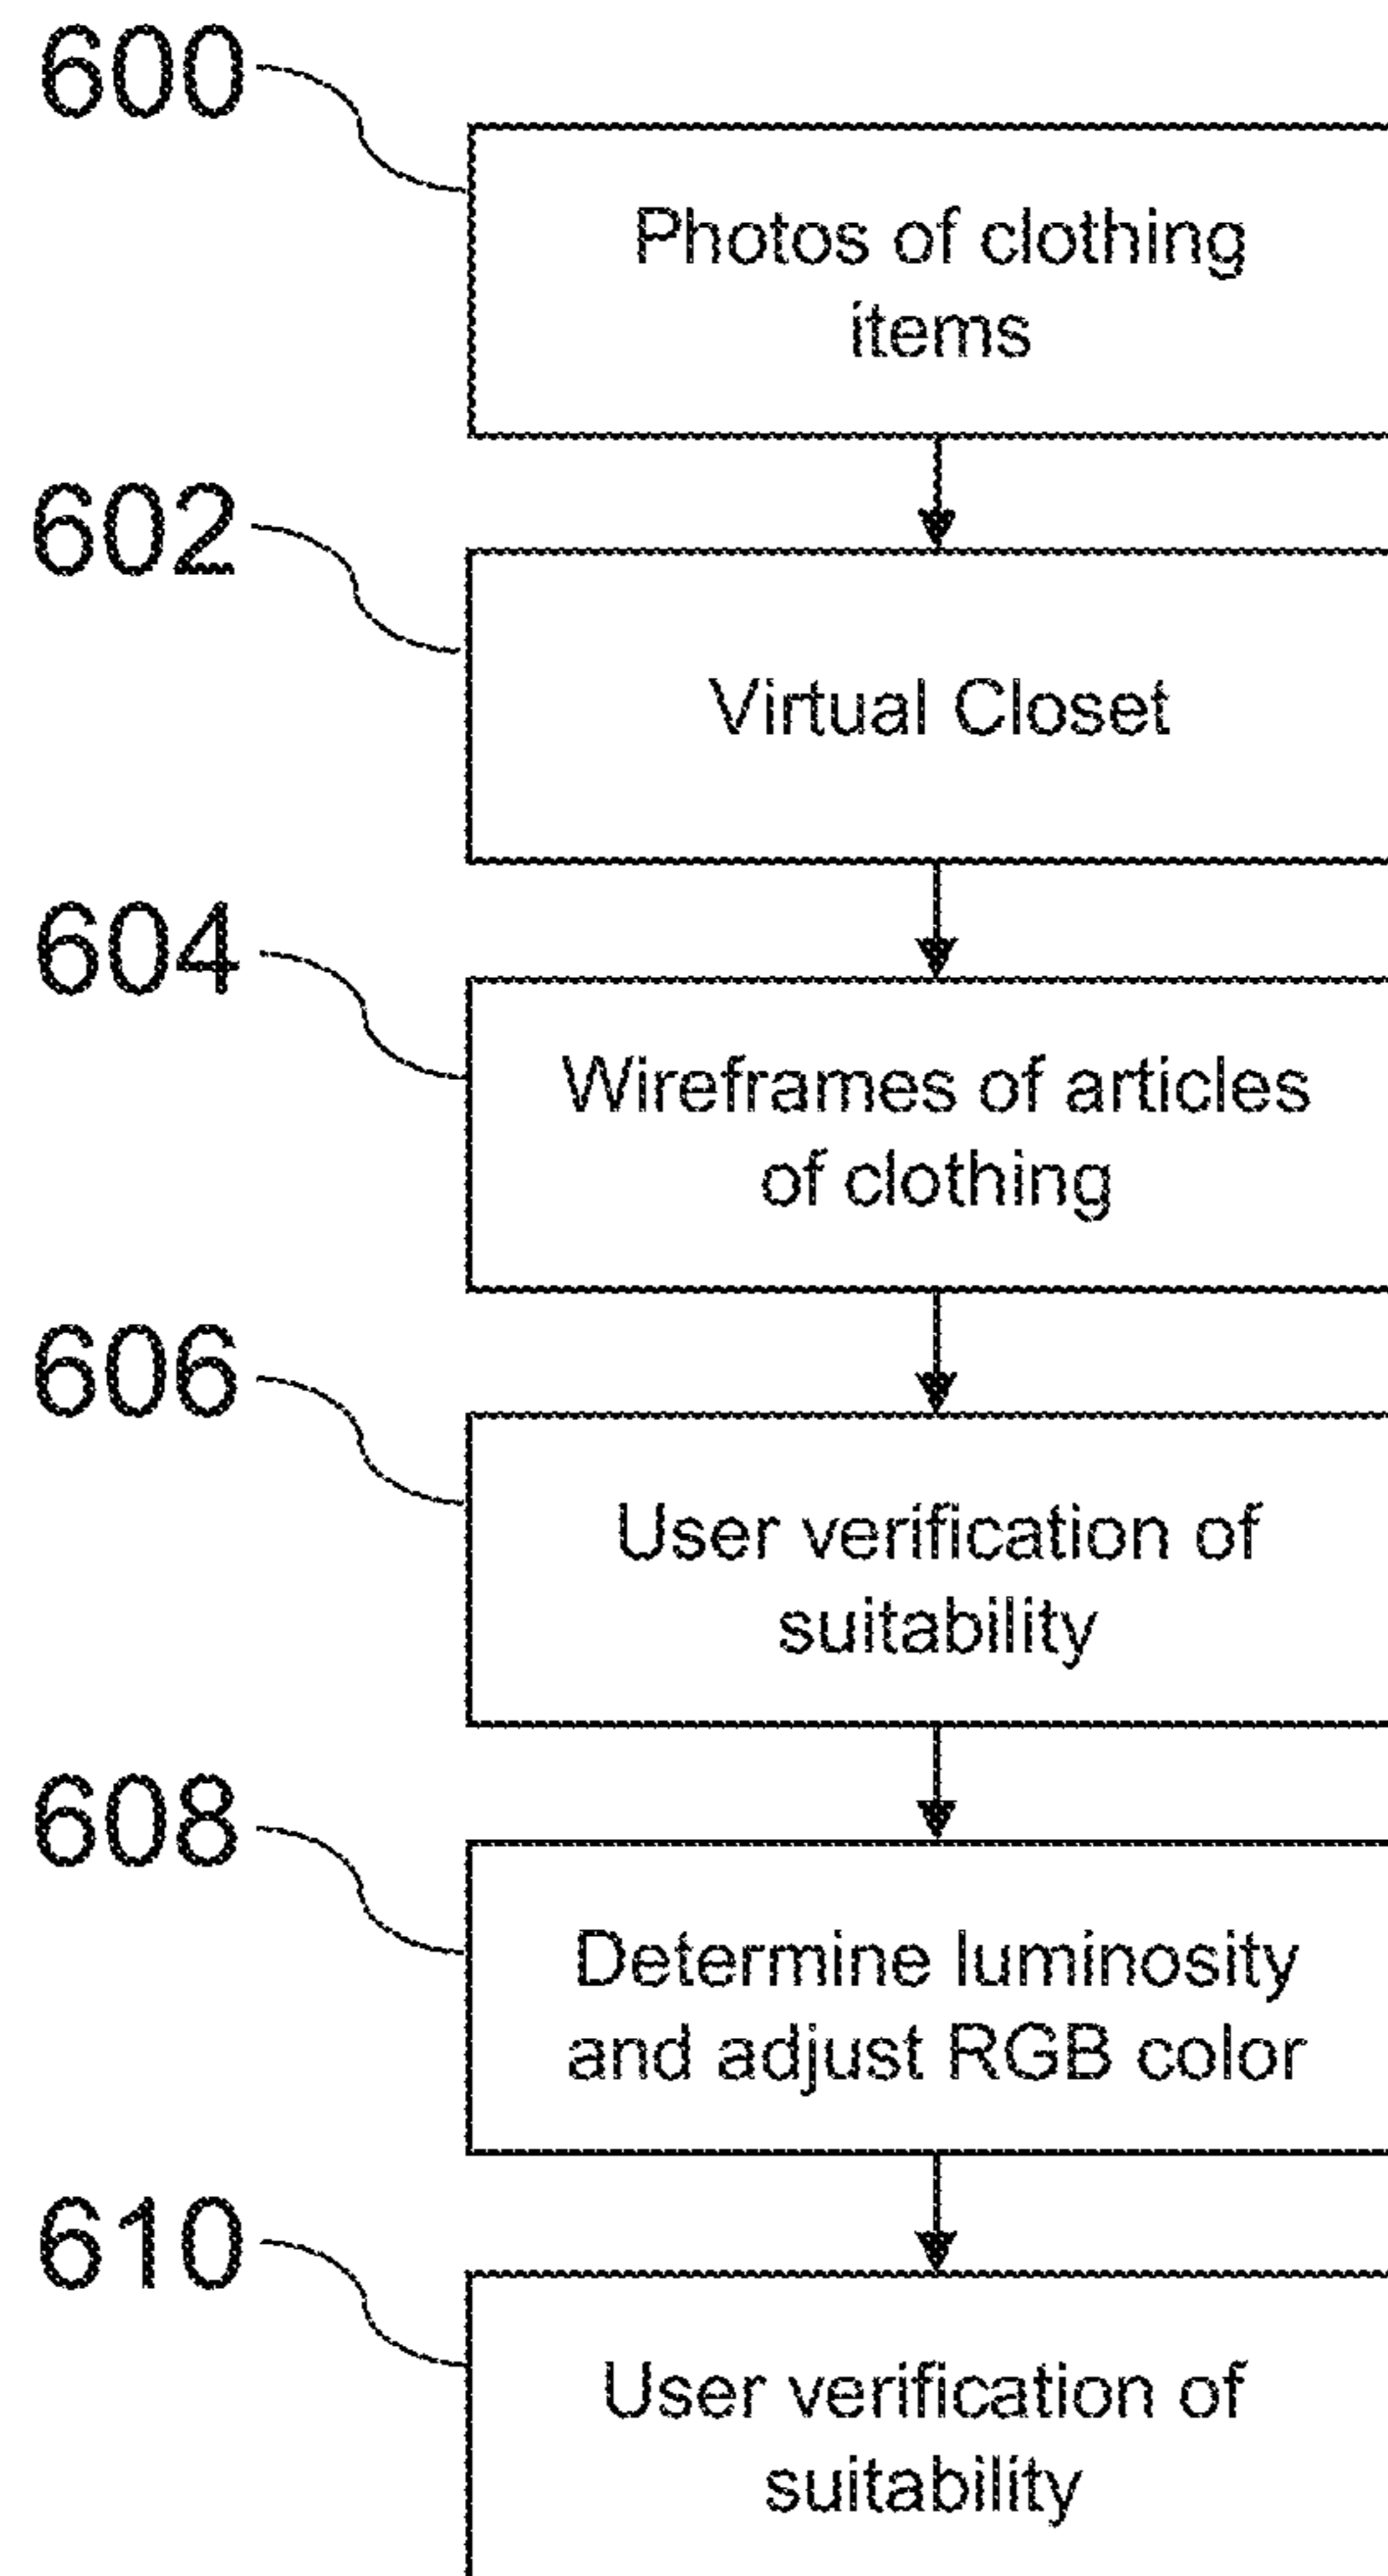 600
Photos of clothing
items
602
Virtual Closet
604
Wireframes of articles
of clothing
606
User verification of
suitability
608
Determine luminosity
and adjust RGB color
610
User verification of
suitability